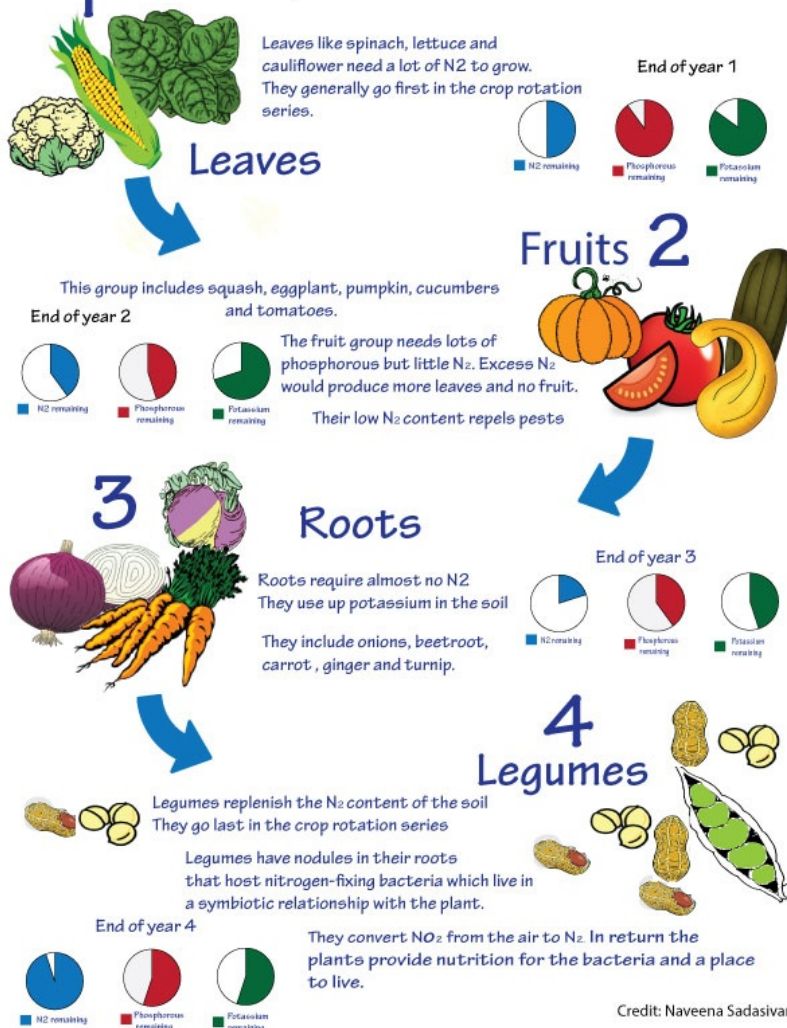 Leaves like spinach, lettuce and
cauliflower need a lot of N2 to grow.
They generally go first in the crop rotation
series.
End of year 1
N2 remaining
Phosphorous
remaining
Potassium
remaining
Leaves
Fruits 2
This group includes squash, eggplant, pumpkin, cucumbers
and tomatoes.
End of year 2
The fruit group needs lots of
phosphorous but little N2. Excess N2
would produce more leaves and no fruit.
N2 remaining
Phosphorous
remaining
Potassium
remaining
Their low N2 content repels pests
3
Roots
Roots require almost no N2
They use up potassium in the soil
They include onions, beetroot,
carrot , ginger and turnip.
End of year 3
N2 remaining
Phosphorous
remaining
Potassium
remaining
4
Legumes
Legumes replenish the N2 content of the soil
They go last in the crop rotation series
Legumes have nodules in their roots
that host nitrogen-fixing bacteria which live in
a symbiotic relationship with the plant.
End of year 4
They convert NO2 from the air to N2. In return the
plants provide nutrition for the bacteria and a place
to live.
N2 remaining
Phosphorous
remaining
Potassium
remaining
Credit: Naveena Sadasivam